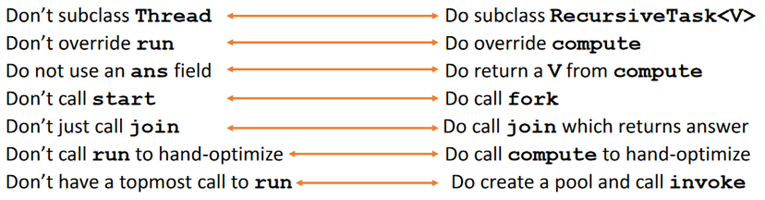 Don't subclass Thread Do subclass RecursiveTask<V>
Don't override run Do override compute
Do not use an ans field Do return a V from compute
Don't call start Do call fork
Don't just call join Do call join which returns answer
Don't call run to hand-optimize Do call compute to hand-optimize
Don't have a topmost call to run Do create a pool and call invoke